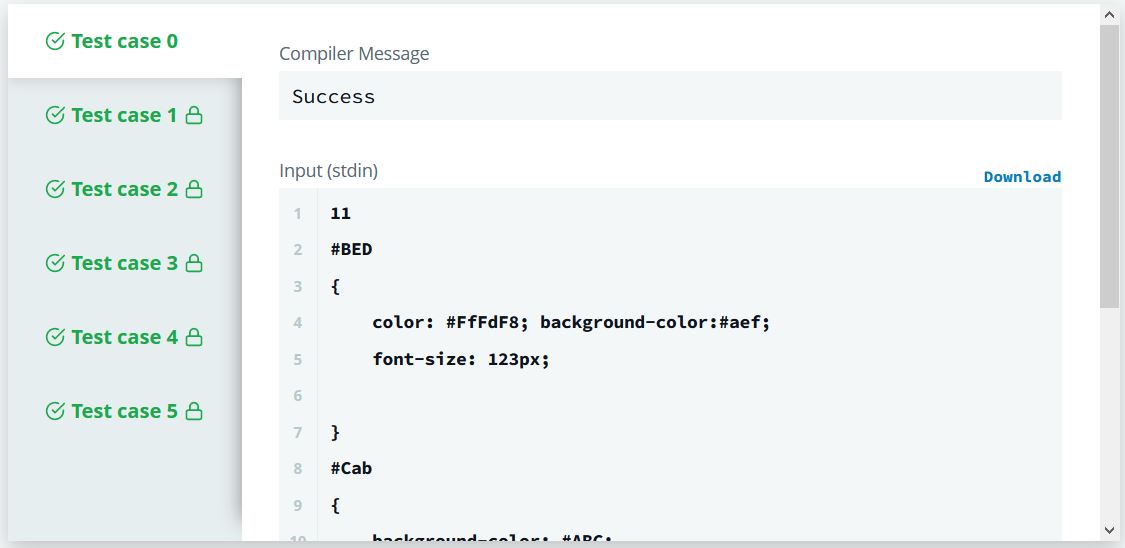 Test case 0
Test case 1
Test case 2
Test case 3
Test case 4
Test case 5
Compiler Message
Success
Input (stdin)
Download
1 11
2 #BED
3 {
4 color: #FfFdF8; background-color:#aef;
5 font-size: 123px;
6
7 }
8 #Cab
9 {
10 background-color: #ABC;